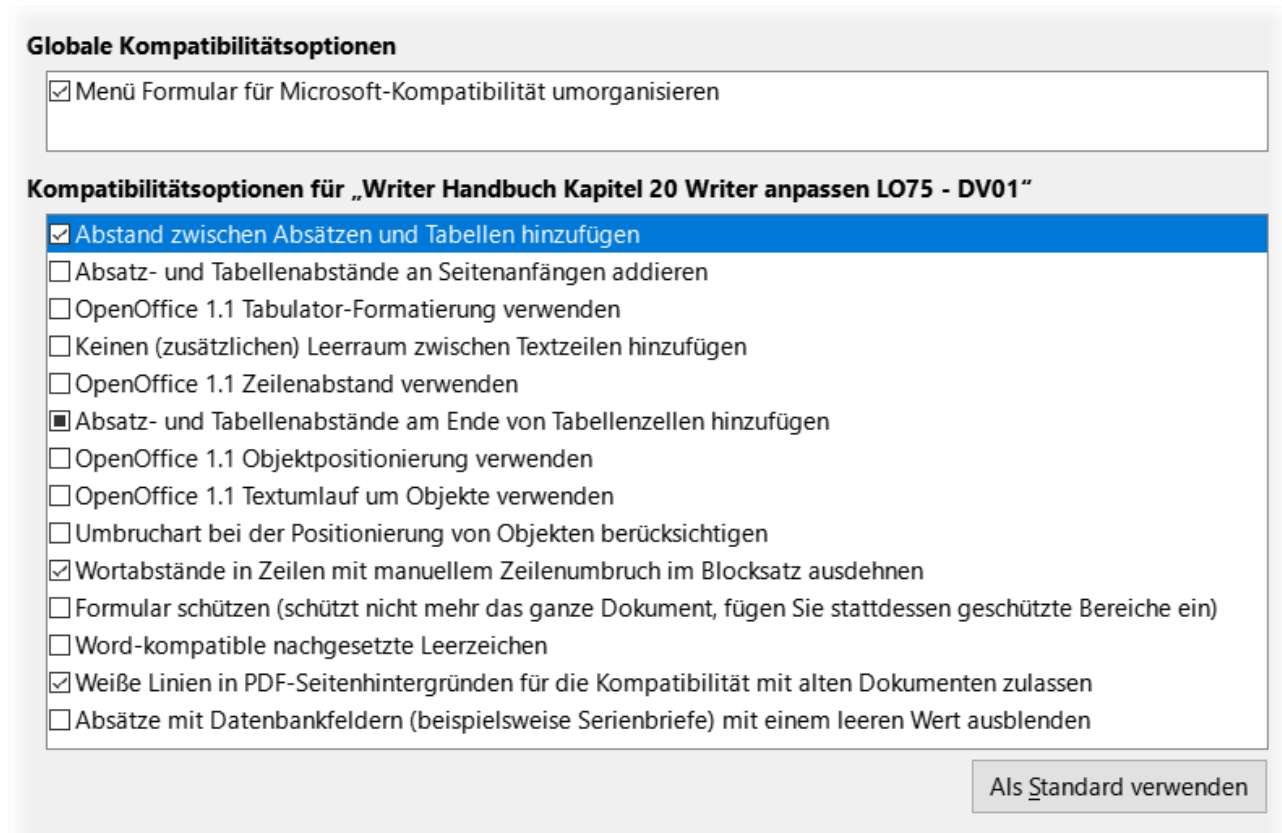 Globale Kompatibilitätsoptionen
Menü Formular für Microsoft-Kompatibilität umorganisieren
Kompatibilitätsoptionen für „Writer Handbuch Kapitel 20 Writer anpassen LO75 - DV01“
Abstand zwischen Absätzen und Tabellen hinzufügen
Absatz- und Tabellenabstände an Seitenanfängen addieren
OpenOffice 1.1 Tabulator-Formatierung verwenden
Keinen (zusätzlichen) Leerraum zwischen Textzeilen hinzufügen
OpenOffice 1.1 Zeilenabstand verwenden
Absatz- und Tabellenabstände am Ende von Tabellenzellen hinzufügen
OpenOffice 1.1 Objektpositionierung verwenden
OpenOffice 1.1 Textumlauf um Objekte verwenden
Umbruchart bei der Positionierung von Objekten berücksichtigen
Wortabstände in Zeilen mit manuellem Zeilenumbruch im Blocksatz ausdehnen
Formular schützen (schützt nicht mehr das ganze Dokument, fügen Sie stattdessen geschützte Bereiche ein)
Word-kompatible nachgesetzte Leerzeichen
Weiße Linien in PDF-Seitenhintergründen für die Kompatibilität mit alten Dokumenten zulassen
Absätze mit Datenbankfeldern (beispielsweise Serienbriefe) mit einem leeren Wert ausblenden
Als Standard verwenden